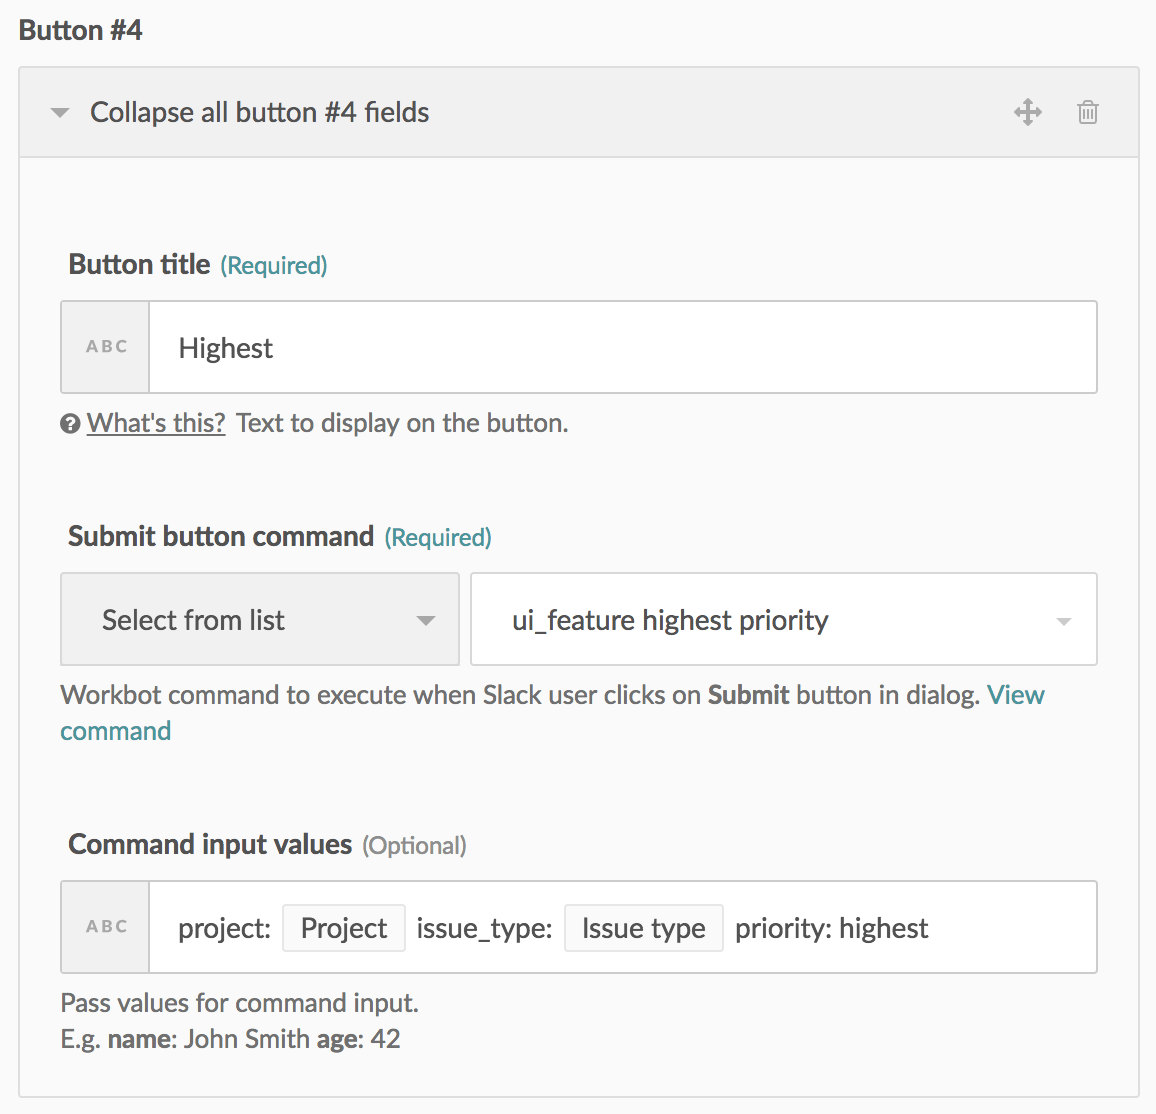 Button #4
Collapse all button #4 fields
Button title (Required)
ABC Highest
What's this? Text to display on the button.
Submit button command (Required)
Select from list ui_feature highest priority
Workbot command to execute when Slack user clicks on Submit button in dialog. View
command
Command input values (Optional)
ABC project: Project issue_type: Issue type priority: highest
Pass values for command input.
E.g. name: John Smith age: 42